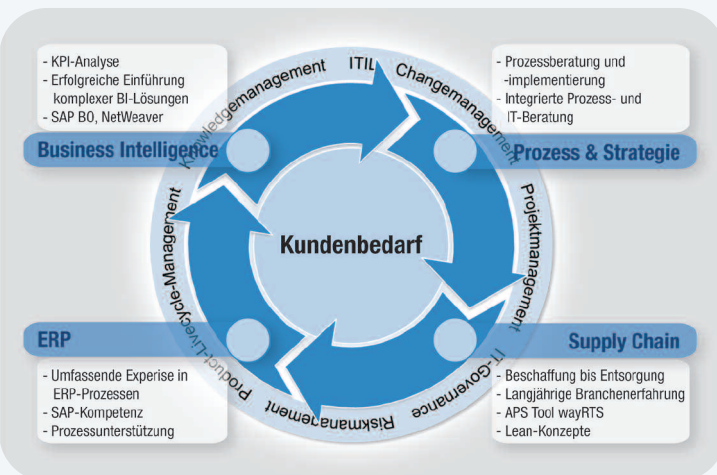 - KPI-Analyse
- Erfolgreiche Einführung
komplexer BI-Lösungen
- SAP BO, NetWeaver
Business Intelligence
- Prozessberatung und
-implementierung
- Integrierte Prozess- und
IT-Beratung
Prozess & Strategie
Knowledgemanagement
ITIL
Changemanagement
Projektmanagement
IT-Governance
Riskmanagement
Product-Livecycle-Management
Kundenbedarf
ERP
- Umfassende Experise in
ERP-Prozessen
- SAP-Kompetenz
- Prozessunterstützung
Supply Chain
- Beschaffung bis Entsorgung
- Langjährige Branchenerfahrung
- APS Tool wayRTS
- Lean-Konzepte